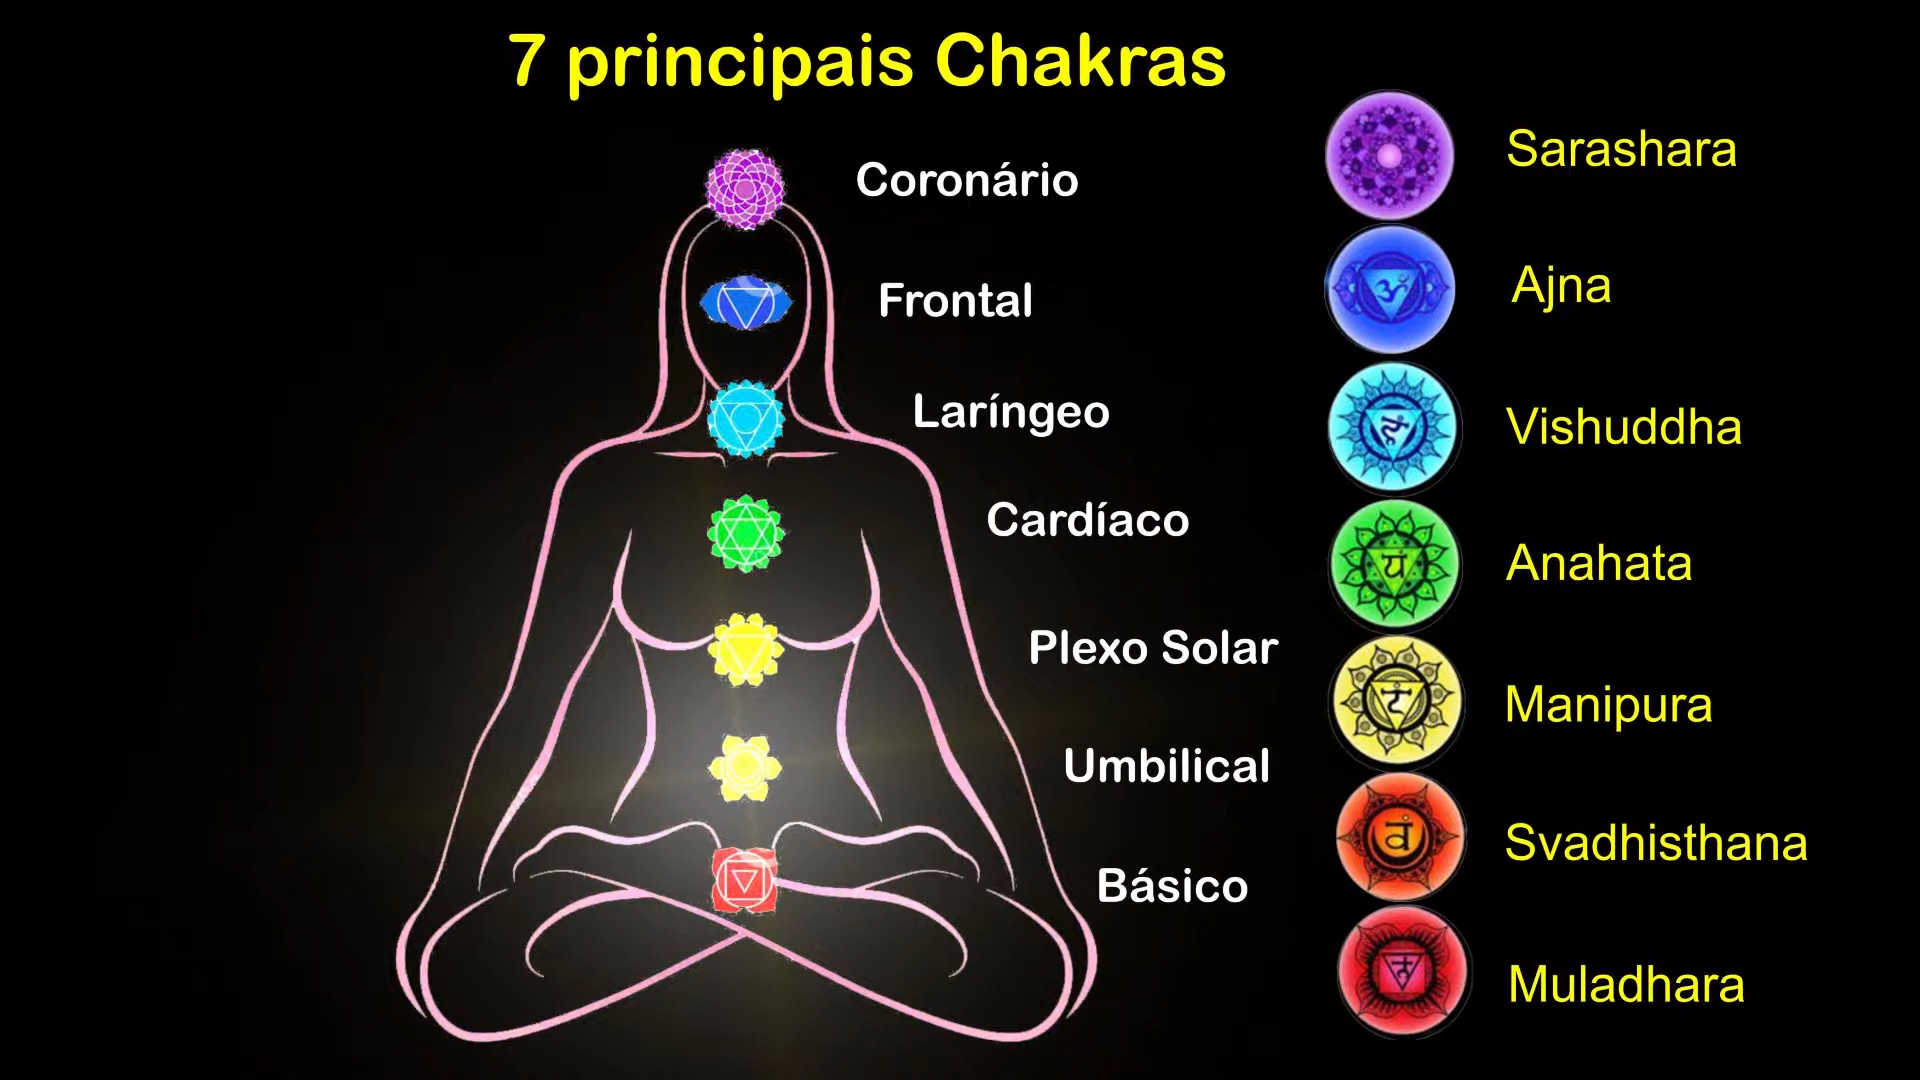 7 principais Chakras
Coronário
Frontal
Laríngeo
Cardíaco
Plexo Solar
Umbilical
Básico
Sarashara
Ajna
ॐ
Vishuddha
Anahata
यं
Manipura
Svadhisthana
वं
Muladhara